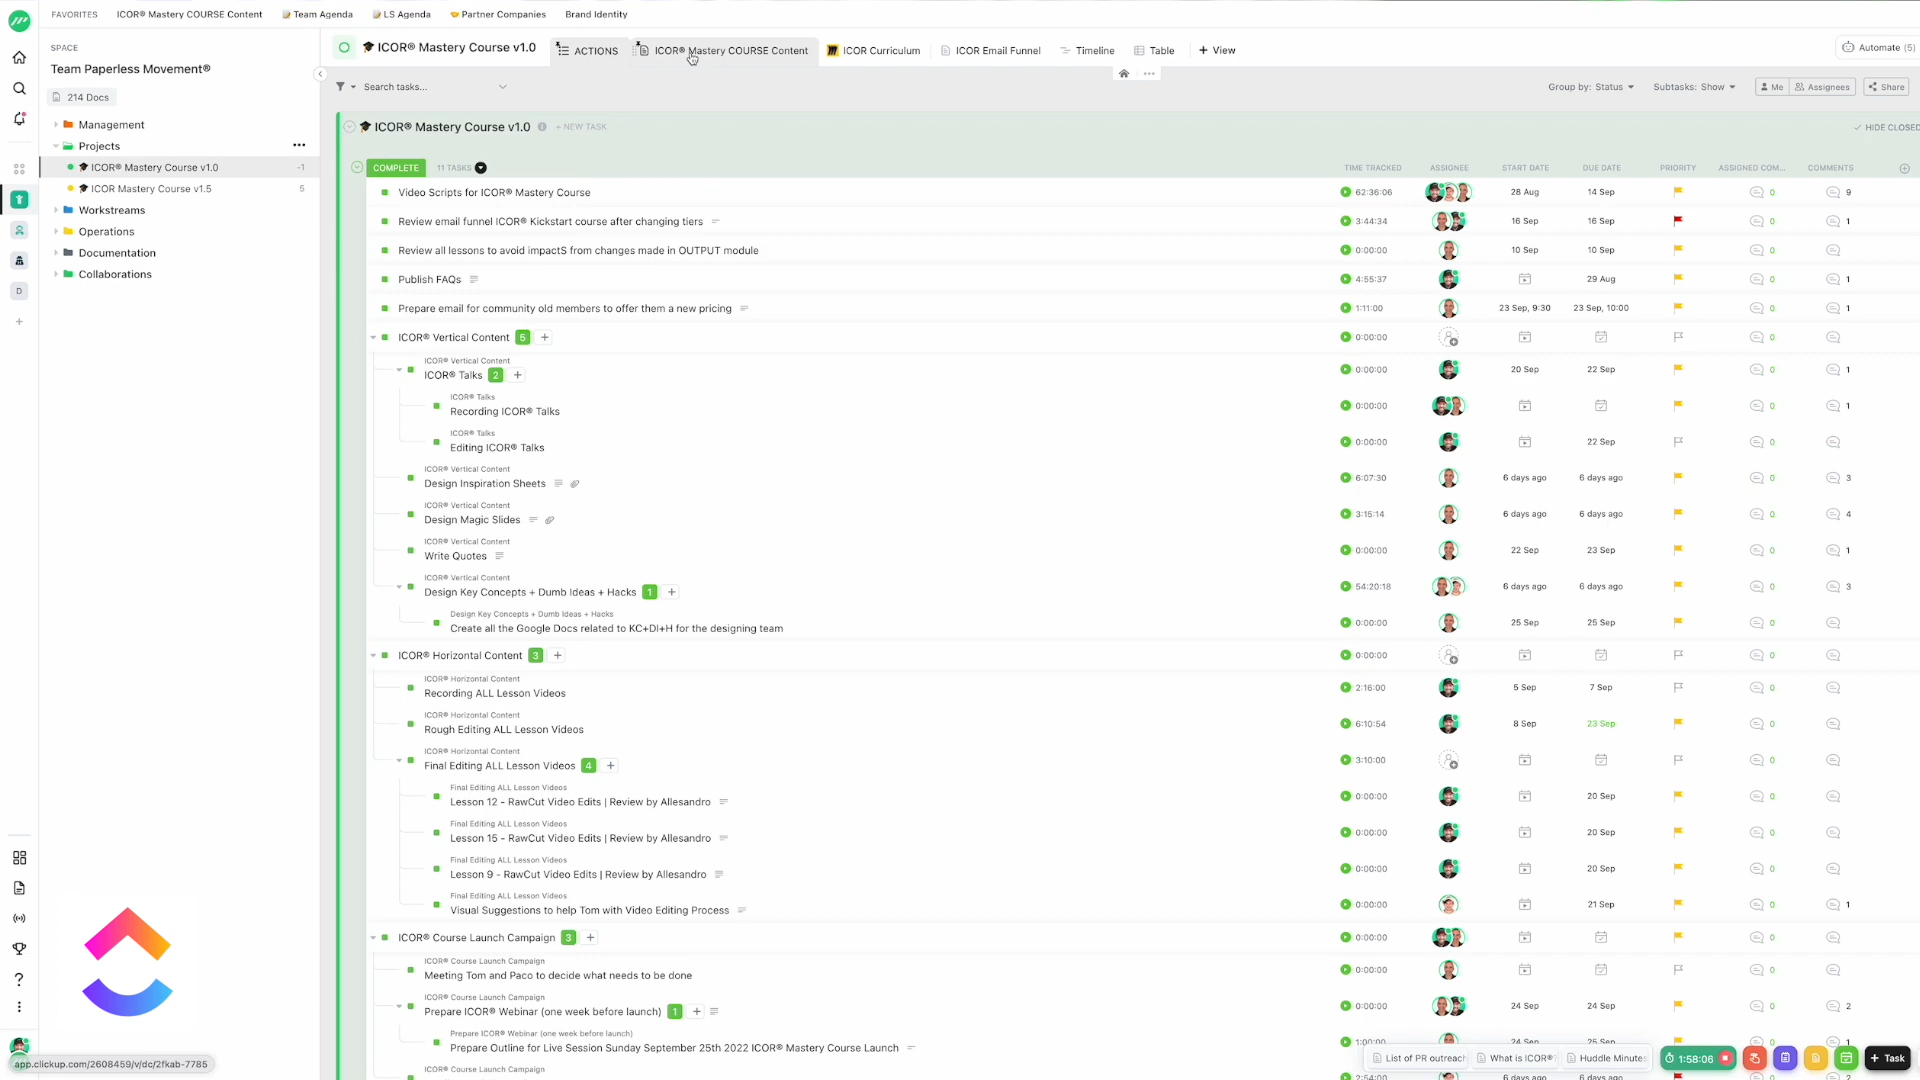 FAVORITES ICOR® Mastery COURSE Content Team Agenda LS Agenda Partner Companies Brand Identity
SPACE
Team Paperless Movement®
214 Docs
Management
Projects
ICOR® Mastery Course v1.0 -1
ICOR Mastery Course v1.5 5
Workstreams
Operations
Documentation
Collaborations
D
ICOR® Mastery Course v1.0 ACTIONS ICOR® Mastery COURSE Content ICOR Curriculum ICOR Email Funnel Timeline Table + View Automate (5)
Search tasks... Group by: Status Subtasks: Show Me Assignees Share
ICOR® Mastery Course v1.0 + NEW TASK HIDE CLOSED
COMPLETE 11 TASKS TIME TRACKED ASSIGNEE START DATE DUE DATE PRIORITY ASSIGNED COM... COMMENTS
Video Scripts for ICOR® Mastery Course 62:36:06 28 Aug 14 Sep 0 9
Review email funnel ICOR® Kickstart course after changing tiers 3:44:34 16 Sep 16 Sep 0 1
Review all lessons to avoid impactS from changes made in OUTPUT module 0:00:00 10 Sep 10 Sep 0
Publish FAQs 4:55:37 29 Aug 0 1
Prepare email for community old members to offer them a new pricing 1:11:00 23 Sep, 9:30 23 Sep, 10:00 0 1
ICOR® Vertical Content 5 + 0:00:00 0
ICOR® Vertical Content
ICOR® Talks 2 + 0:00:00 20 Sep 22 Sep 0 1
ICOR® Talks
Recording ICOR® Talks 0:00:00 0 1
ICOR® Talks
Editing ICOR® Talks 0:00:00 22 Sep 0
ICOR® Vertical Content
Design Inspiration Sheets 6:07:30 6 days ago 6 days ago 0 3
ICOR® Vertical Content
Design Magic Slides 3:15:14 6 days ago 6 days ago 0 4
ICOR® Vertical Content
Write Quotes 0:00:00 22 Sep 23 Sep 0 1
ICOR® Vertical Content
Design Key Concepts + Dumb Ideas + Hacks 1 + 54:20:18 6 days ago 6 days ago 0 3
Design Key Concepts + Dumb Ideas + Hacks
Create all the Google Docs related to KC+DI+H for the designing team 0:00:00 25 Sep 25 Sep 0
ICOR® Horizontal Content 3 + 0:00:00 0
ICOR® Horizontal Content
Recording ALL Lesson Videos 2:16:00 5 Sep 7 Sep 0
ICOR® Horizontal Content
Rough Editing ALL Lesson Videos 6:10:54 8 Sep 23 Sep 0
ICOR® Horizontal Content
Final Editing ALL Lesson Videos 4 + 3:10:00 0
Final Editing ALL Lesson Videos
Lesson 12 - RawCut Video Edits | Review by Allesandro 0:00:00 20 Sep 0
Final Editing ALL Lesson Videos
Lesson 15 - RawCut Video Edits | Review by Allesandro 0:00:00 20 Sep 0
Final Editing ALL Lesson Videos
Lesson 9 - RawCut Video Edits | Review by Allesandro 0:00:00 20 Sep 0
Final Editing ALL Lesson Videos
Visual Suggestions to help Tom with Video Editing Process 0:00:00 21 Sep 0 1
ICOR® Course Launch Campaign 3 + 0:00:00 0
ICOR® Course Launch Campaign
Meeting Tom and Paco to decide what needs to be done 0:00:00 0
ICOR® Course Launch Campaign
Prepare ICOR® Webinar (one week before launch) 1 + 0:00:00 24 Sep 24 Sep 0 2
Prepare ICOR® Webinar (one week before launch)
Prepare Outline for Live Session Sunday September 25th 2022 ICOR® Mastery Course Launch
ICOR® Course Launch Campaign
List of PR outreach What is ICOR® Huddle Minutes 1:58:06 + Task
app.clickup.com/2608459/v/dc/2fkab-7785